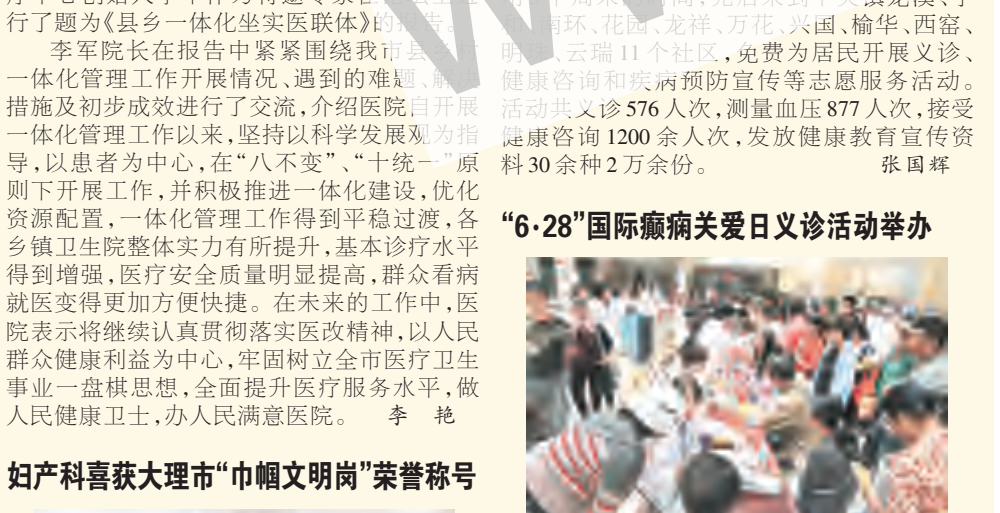 行了题为《县乡一体化坐实医联体》的报告。
李军院长在报告中紧紧围绕我市县乡村
一体化管理工作开展情况、遇到的难题、解决
措施及初步成效进行了交流，介绍医院自开展
一体化管理工作以来，坚持以科学发展观为指
导，以患者为中心，在“八不变”、“十统一”原
则下开展工作，并积极推进一体化建设，优化
资源配置，一体化管理工作得到平稳过渡，各
乡镇卫生院整体实力有所提升，基本诊疗水平
得到增强，医疗安全质量明显提高，群众看病
就医变得更加方便快捷。在未来的工作中，医
院表示将继续认真贯彻落实医改精神，以人民
群众健康利益为中心，牢固树立全市医疗卫生
事业一盘棋思想，全面提升医疗服务水平，做
人民健康卫士，办人民满意医院。 李 艳
妇产科喜获大理市“巾帼文明岗”荣誉称号
南环、花园、龙祥、万花、兴国、榆华、西窑、
明珠、云瑞 11 个社区，免费为居民开展义诊、
健康咨询和疾病预防宣传等志愿服务活动。
活动共义诊 576 人次，测量血压 877 人次，接受
健康咨询 1200 余人次，发放健康教育宣传资
料 30 余种 2 万余份。 张国辉
“6·28”国际癫痫关爱日义诊活动举办